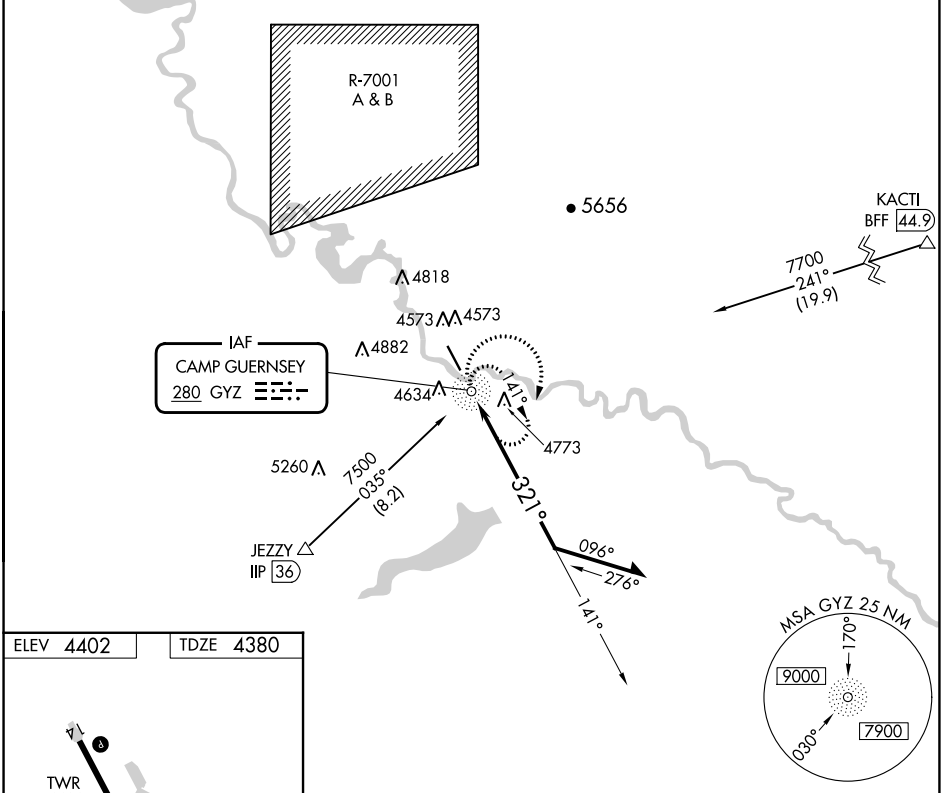 R-7001
A & B
5656
KACTI
BFF 44.9
7700
241°
(19.9)
4818
4573 4573
4882
IAF
CAMP GUERNSEY
280 GYZ
4634
141°
4773
5260
7500
035°
(8.2)
321°
JEZZY
IIP 36
096°
276°
141°
MSA GYZ 25 NM
170°
9000
7900
030°
ELEV 4402
TDZE 4380
14
P
TWR